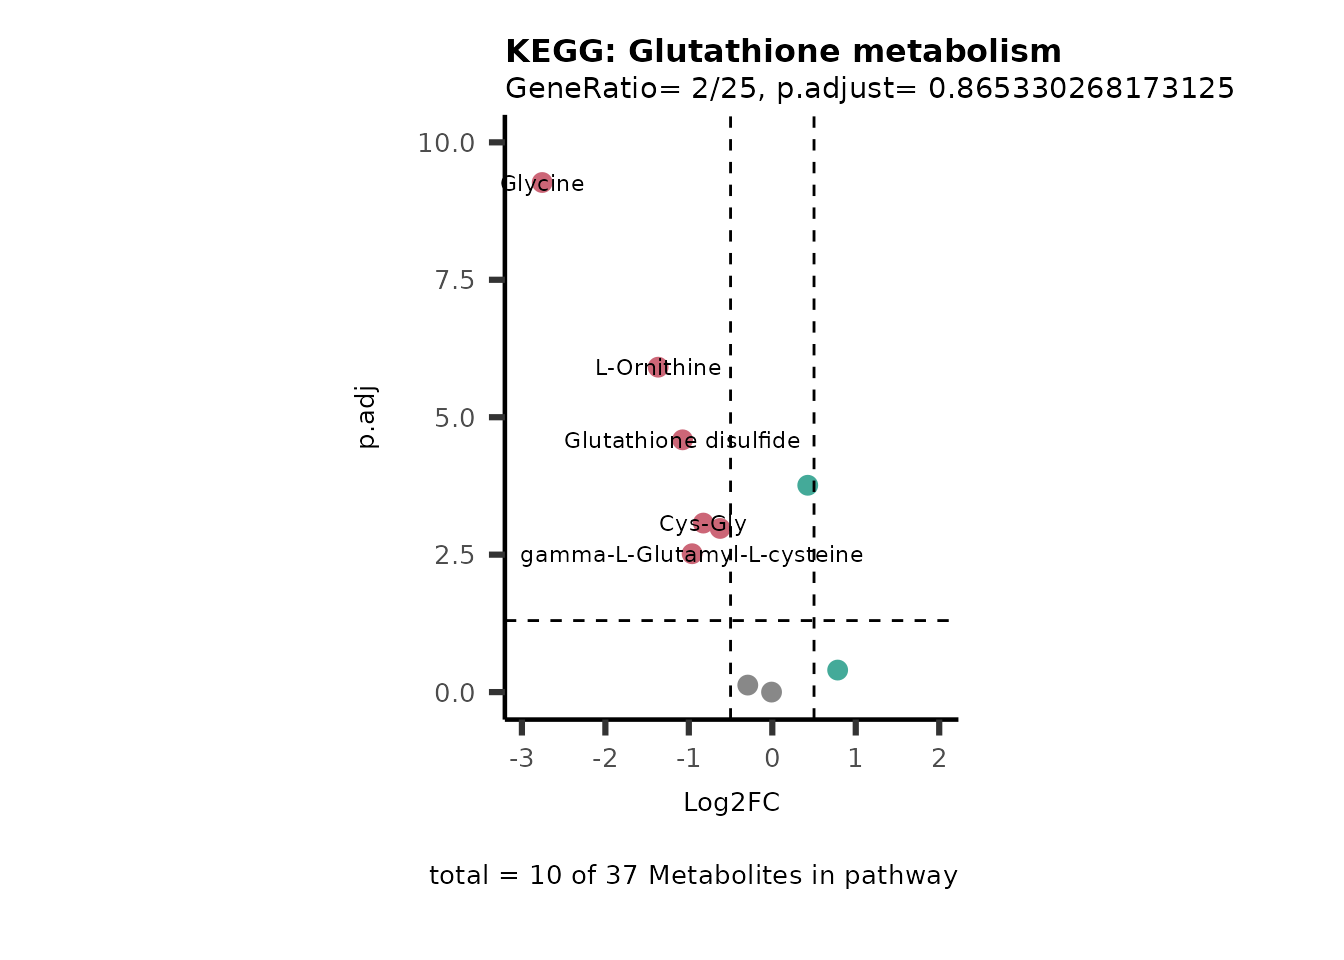 KEGG: Glutathione metabolism
GeneRatio= 2/25, p.adjust= 0.865330268173125
10.0
Glycine
7.5
L-Ornithine
p.adj
5.0
Glutathione disulfide
Cys-Gly
2.5
gamma-L-Glutamyl-L-cysteine
0.0
-3 -2 -1 0 1 2
Log2FC
total = 10 of 37 Metabolites in pathway